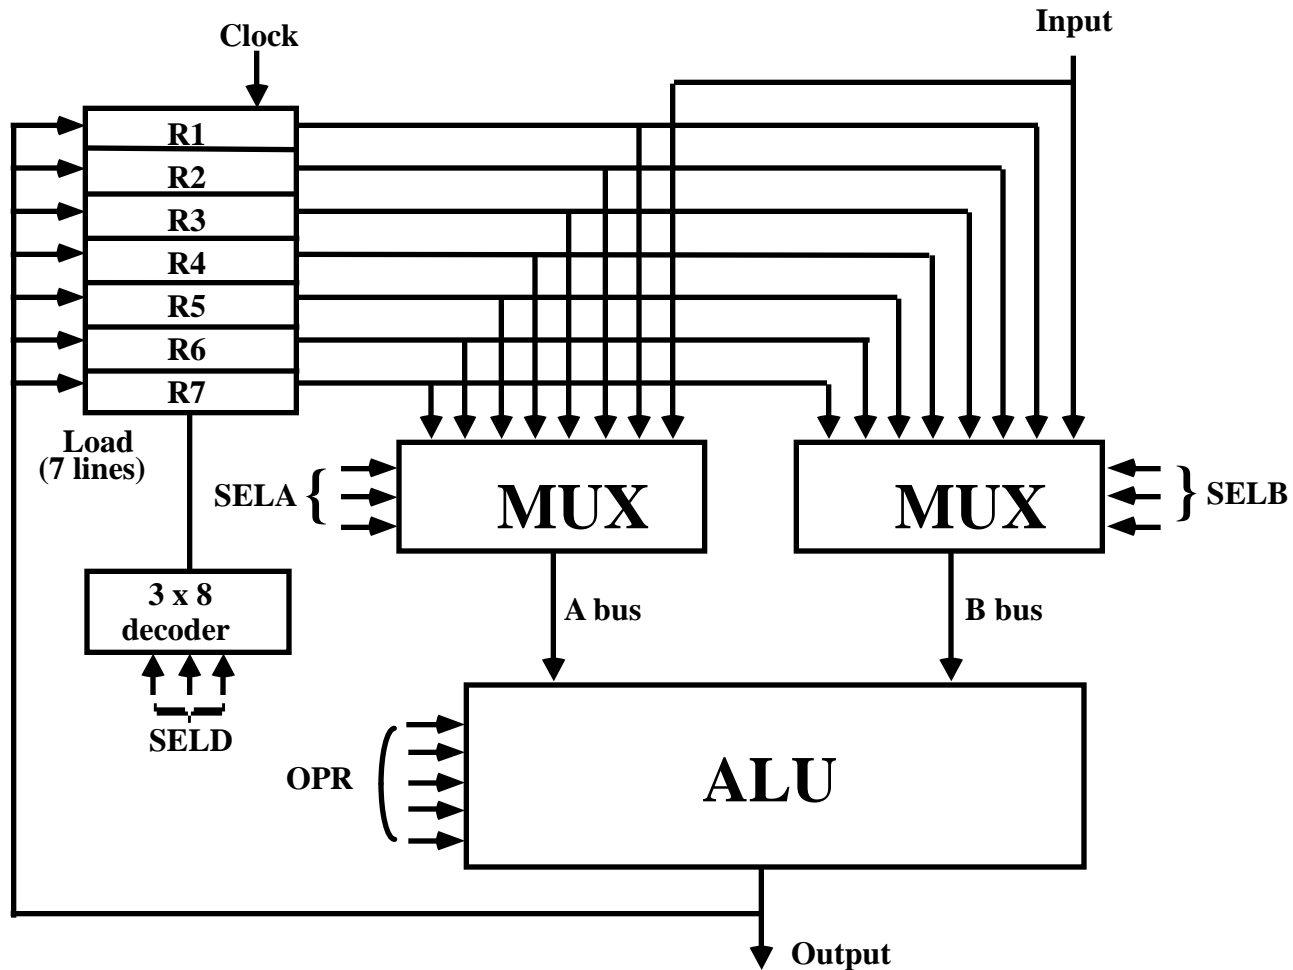 Clock
Input
R1
R2
R3
R4
R5
R6
R7
Load
(7 lines)
SELA
MUX
MUX
SELB
3 x 8
decoder
A bus
B bus
SELD
OPR
ALU
Output